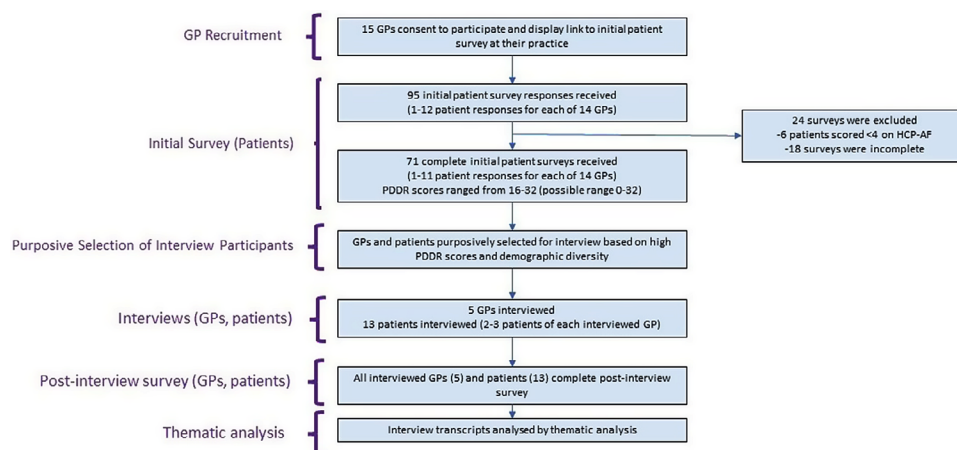 GP Recruitment
15 GPs consent to participate and display link to initial patient
survey at their practice
Initial Survey (Patients)
95 initial patient survey responses received
(1-12 patient responses for each of 14 GPs)
24 surveys were excluded
-6 patients scored <4 on HCP-AF
-18 surveys were incomplete
71 complete initial patient surveys received
(1-11 patient responses for each of 14 GPs)
PDDR scores ranged from 16-32 (possible range 0-32)
Purposive Selection of Interview Participants
GPs and patients purposively selected for interview based on high
PDDR scores and demographic diversity
Interviews (GPs, patients)
5 GPs interviewed
13 patients interviewed (2-3 patients of each interviewed GP)
Post-interview survey (GPs, patients)
All interviewed GPs (5) and patients (13) complete post-interview
survey
Thematic analysis
Interview transcripts analysed by thematic analysis